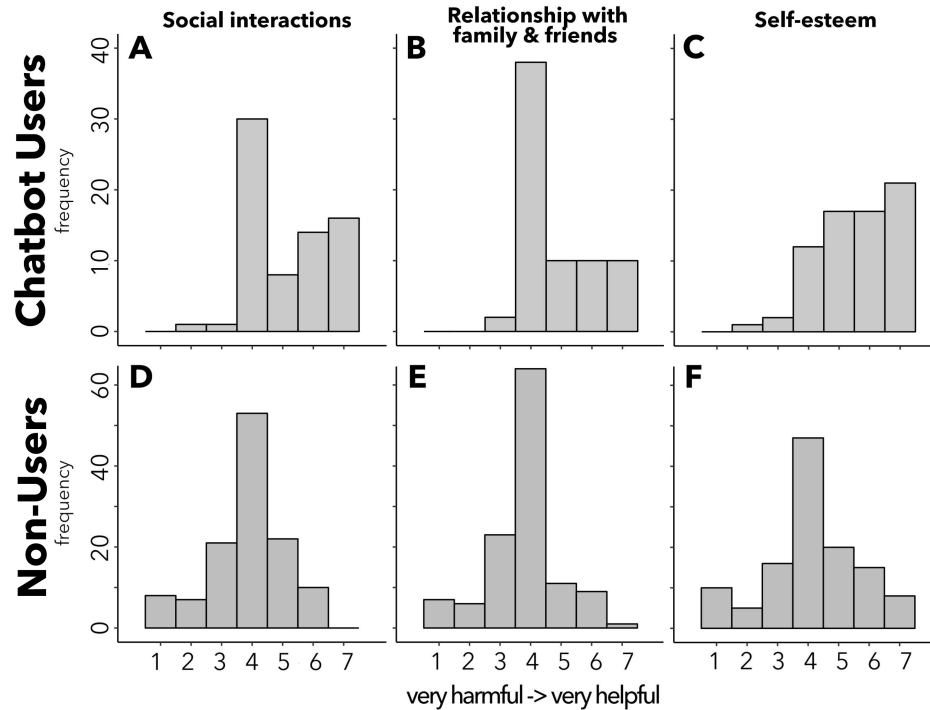 Social interactions
Relationship with
family & friends
Self-esteem
Chatbot Users
frequency
A
B
C
40
30
20
10
0
Non-Users
frequency
D
E
F
60
40
20
0
1 2 3 4 5 6 7
1 2 3 4 5 6 7
1 2 3 4 5 6 7
very harmful -> very helpful